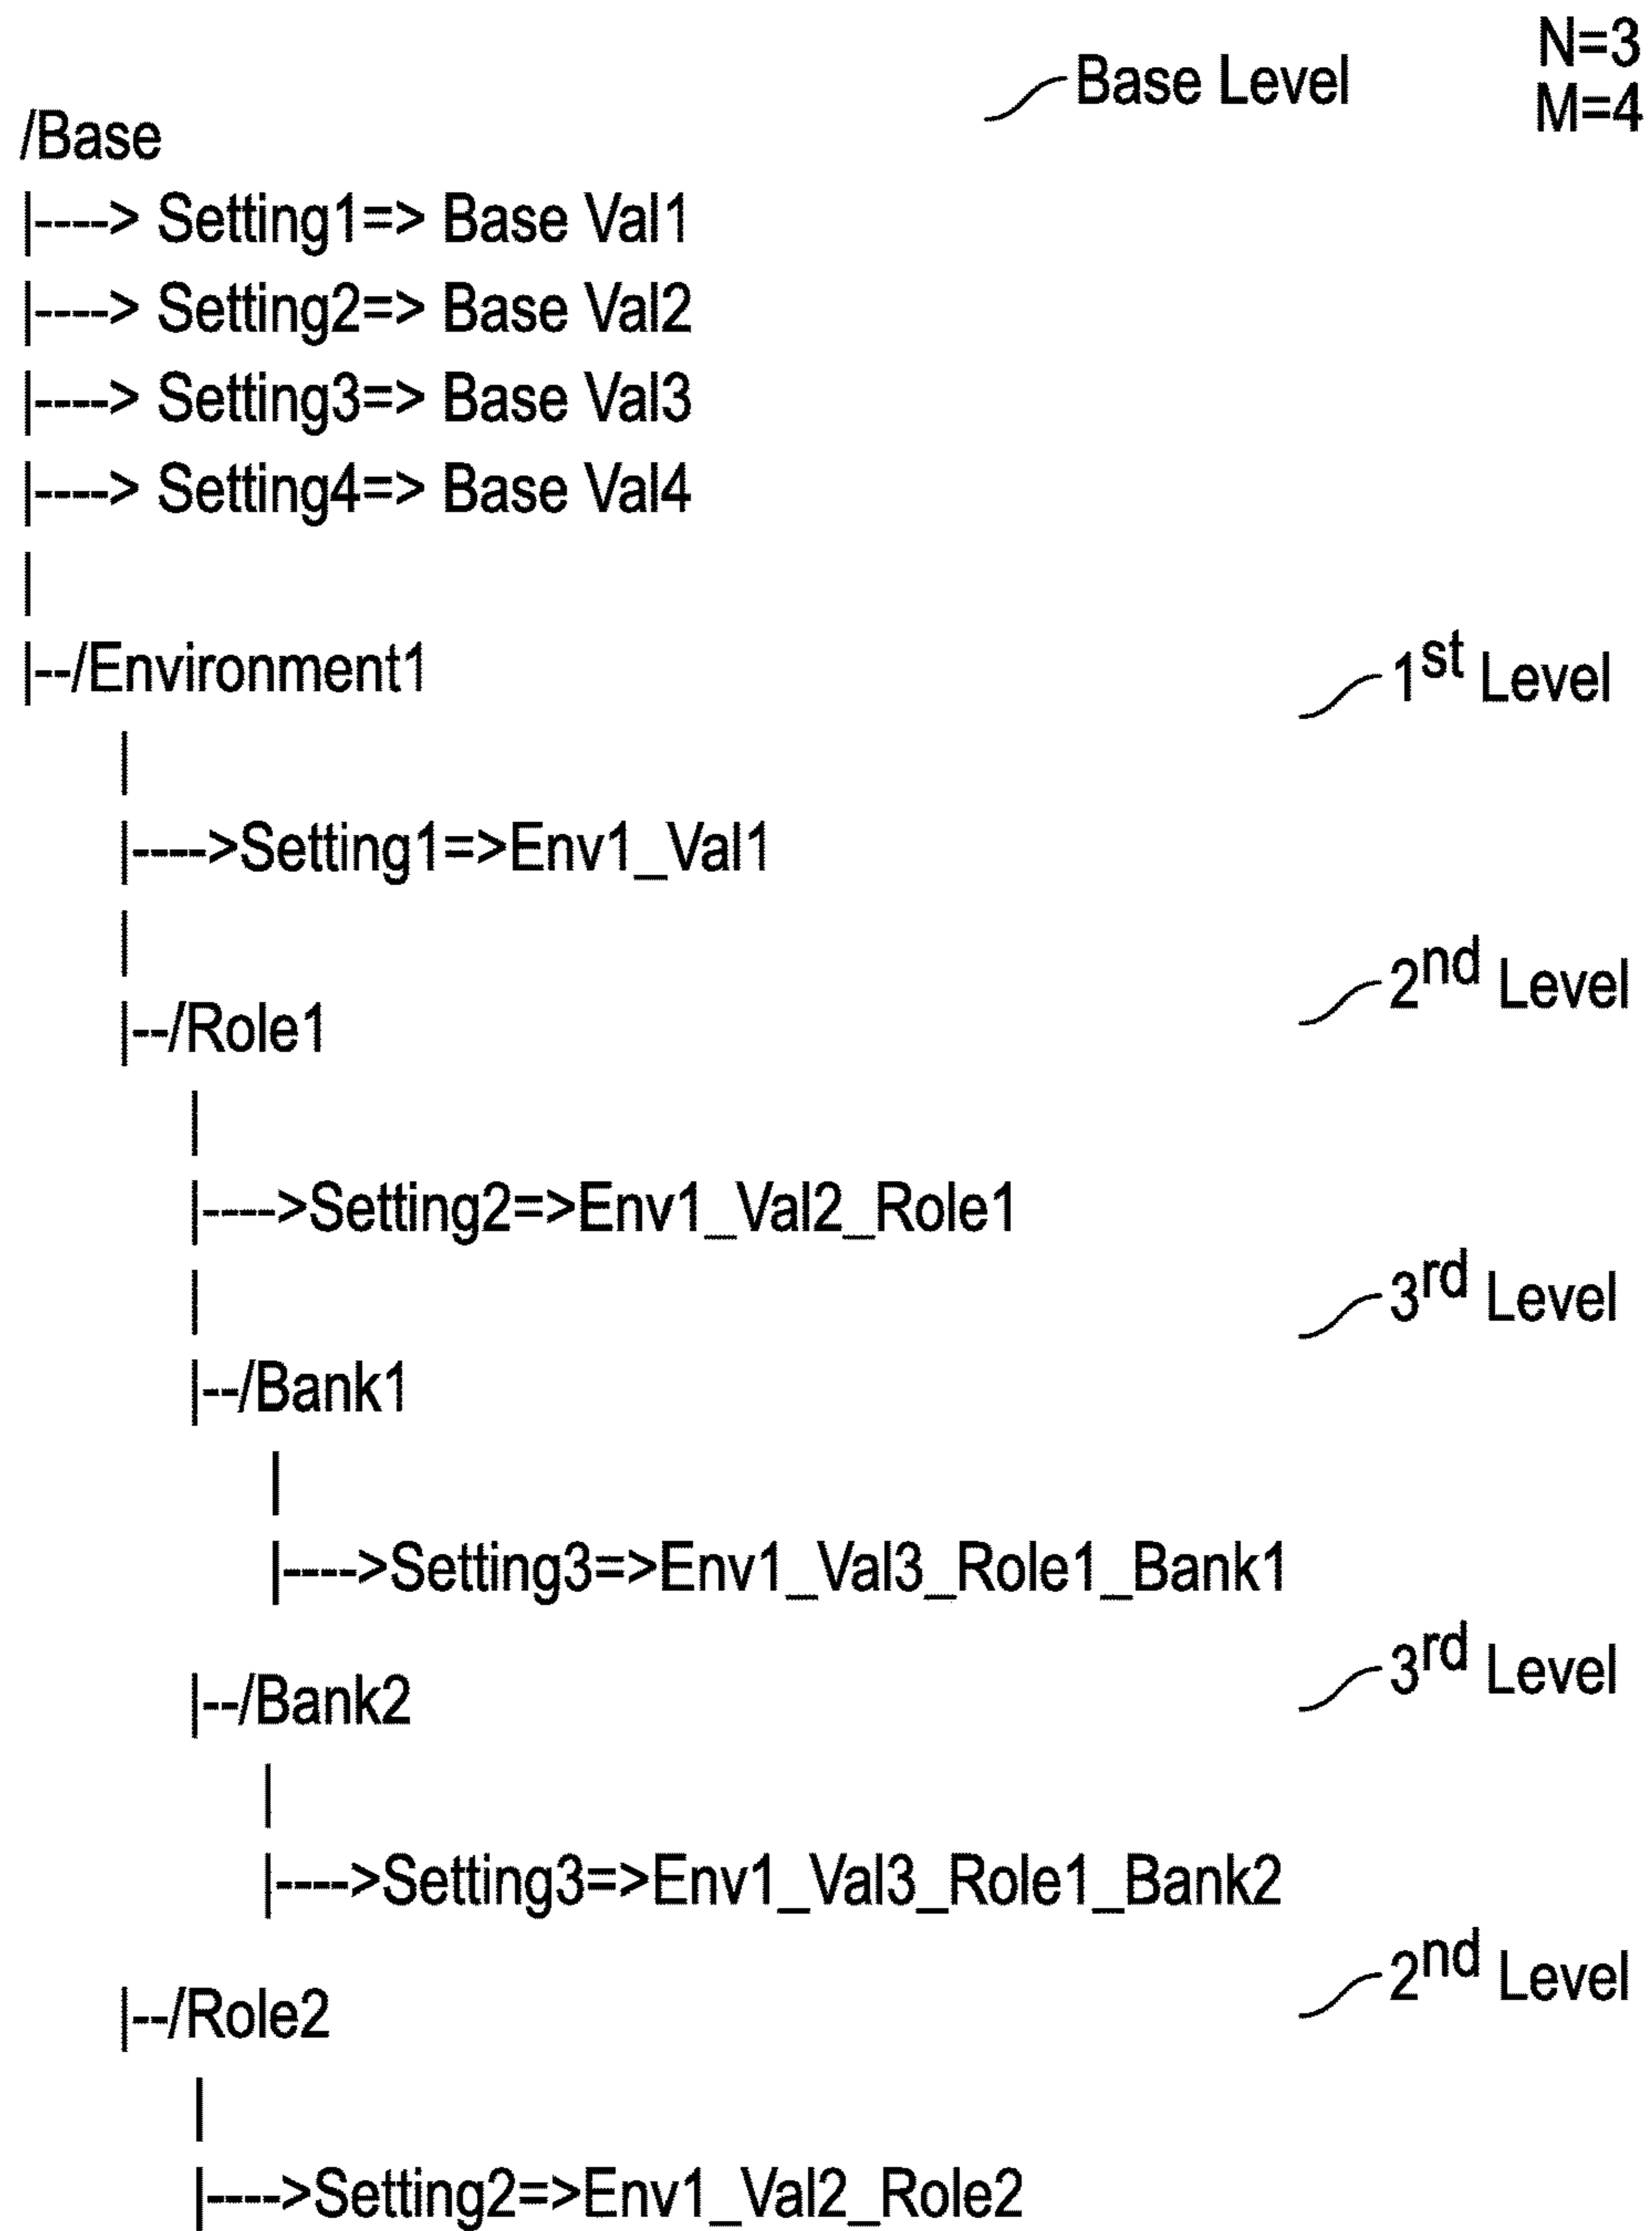 N=3
Base Level
M=4
/Base
|----> Setting1=> Base Val1
|----> Setting2=> Base Val2
|----> Setting3=> Base Val3
|----> Setting4=> Base Val4
|
|--/Environment1
1st Level
|
|---->Setting1=>Env1_Val1
|
2nd Level
|--/Role1
|
|---->Setting2=>Env1_Val2_Role1
|
3rd Level
|--/Bank1
|
|---->Setting3=>Env1_Val3_Role1_Bank1
3rd Level
|--/Bank2
|
|---->Setting3=>Env1_Val3_Role1_Bank2
2nd Level
|--/Role2
|
|---->Setting2=>Env1_Val2_Role2